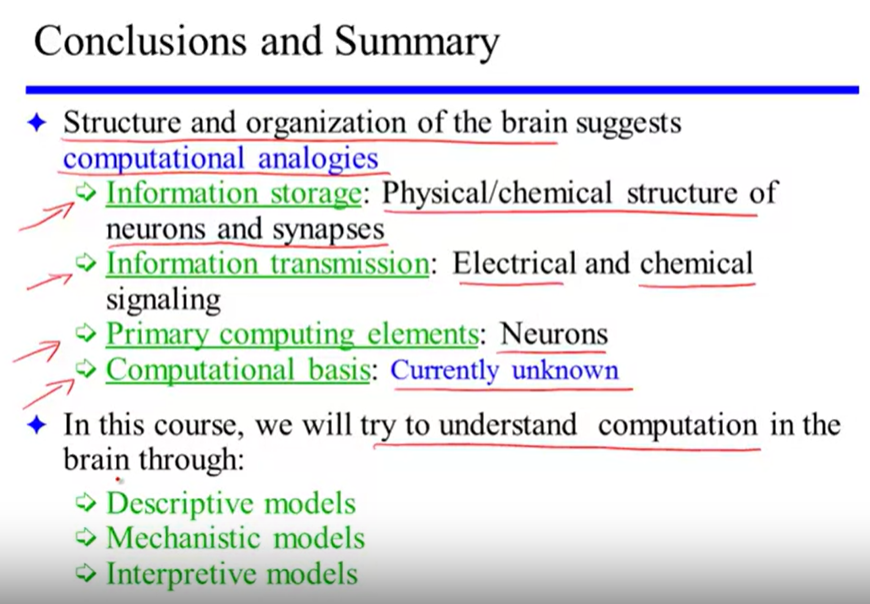 Conclusions and Summary
Structure and organization of the brain suggests
computational analogies
Information storage: Physical/chemical structure of
neurons and synapses
Information transmission: Electrical and chemical
signaling
Primary computing elements: Neurons
Computational basis: Currently unknown
In this course, we will try to understand computation in the
brain through:
Descriptive models
Mechanistic models
Interpretive models